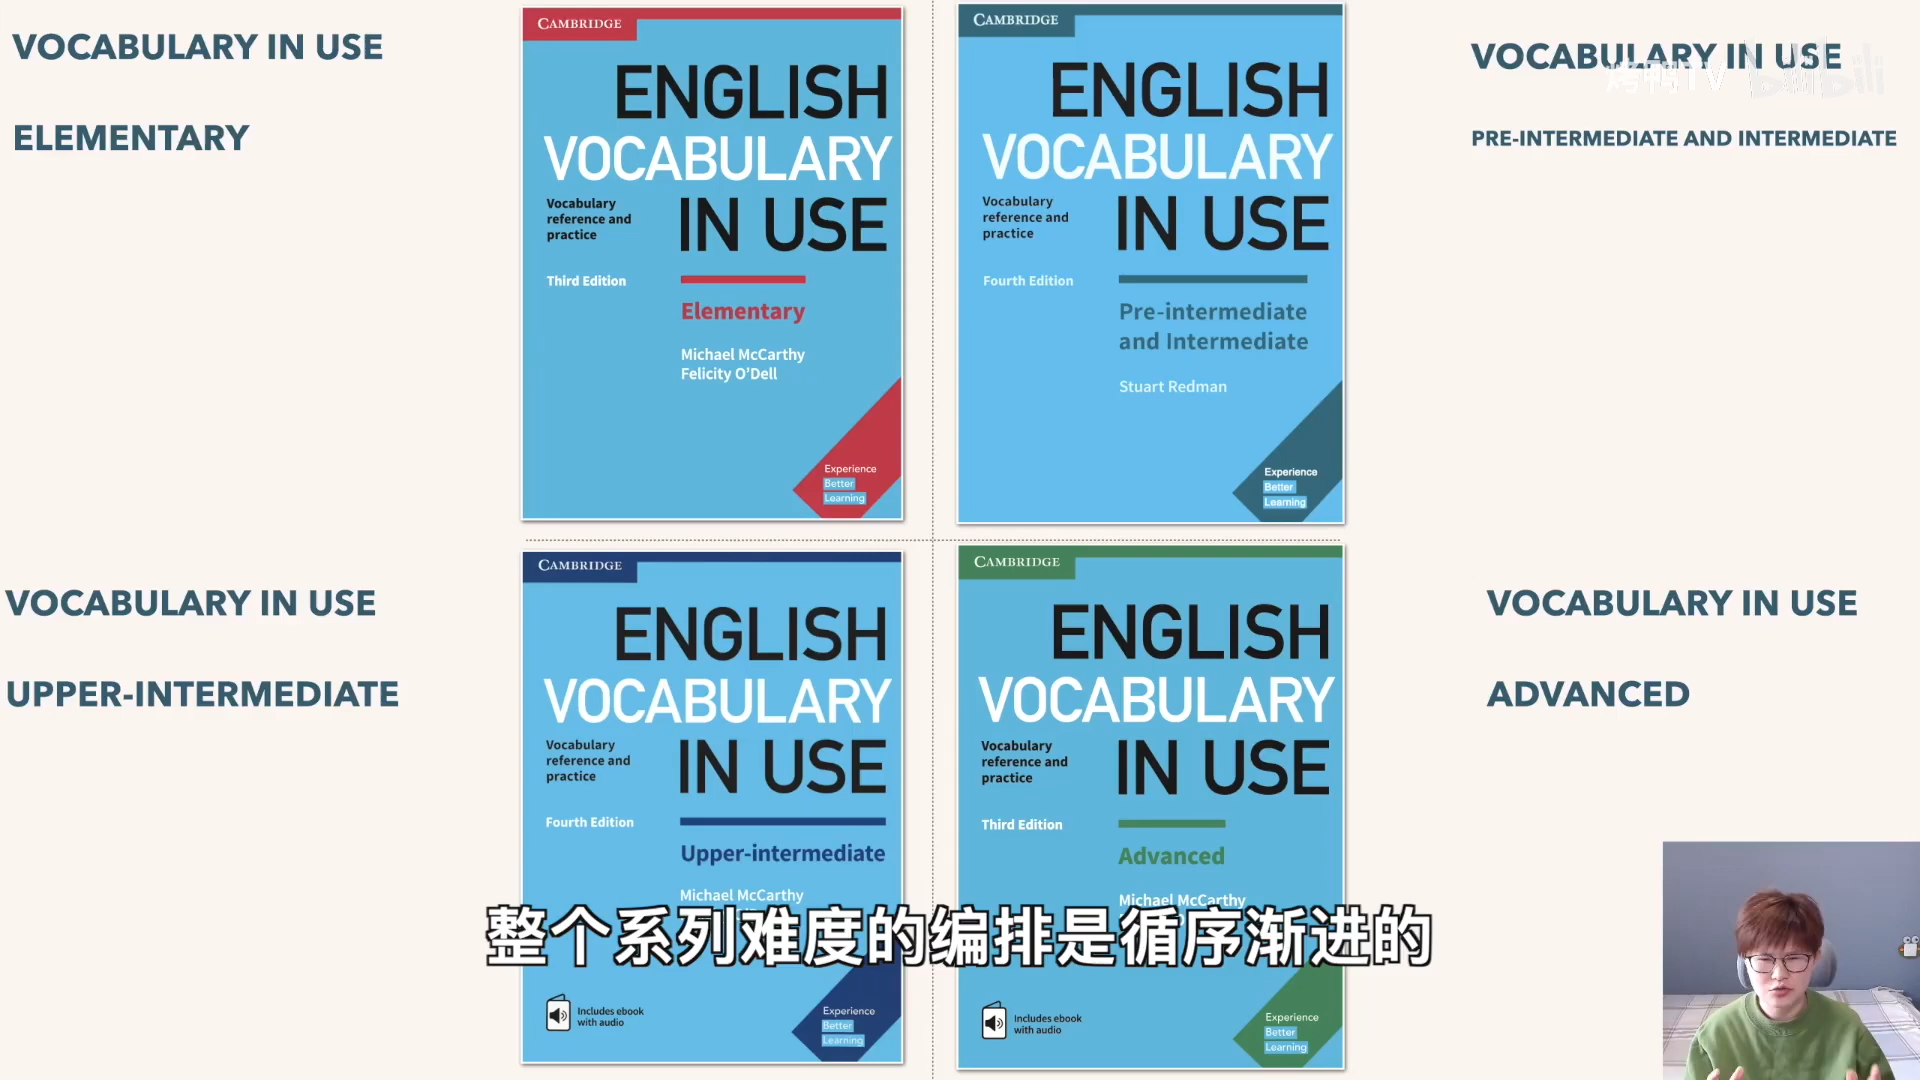 VOCABULARY IN USE
ELEMENTARY
CAMBRIDGE
ENGLISH
VOCABULARY
IN USE
Vocabulary
reference and
practice
Third Edition
Elementary
Michael McCarthy
Felicity O'Dell
Experience
Better
Learning
CAMBRIDGE
ENGLISH
VOCABULARY
IN USE
Vocabulary
reference and
practice
Fourth Edition
Pre-intermediate
and Intermediate
Stuart Redman
Experience
Better
Learning
VOCABULARY IN USE
烤鸭TV bilibili
PRE-INTERMEDIATE AND INTERMEDIATE
VOCABULARY IN USE
UPPER-INTERMEDIATE
CAMBRIDGE
ENGLISH
VOCABULARY
IN USE
Vocabulary
reference and
practice
Fourth Edition
Upper-intermediate
Michael McCarthy
Includes ebook
with audio
Experience
Better
Learning
CAMBRIDGE
ENGLISH
VOCABULARY
IN USE
Vocabulary
reference and
practice
Third Edition
Advanced
Michael McCarthy
Includes ebook
with audio
Experience
Better
Learning
VOCABULARY IN USE
ADVANCED
整个系列难度的编排是循序渐进的